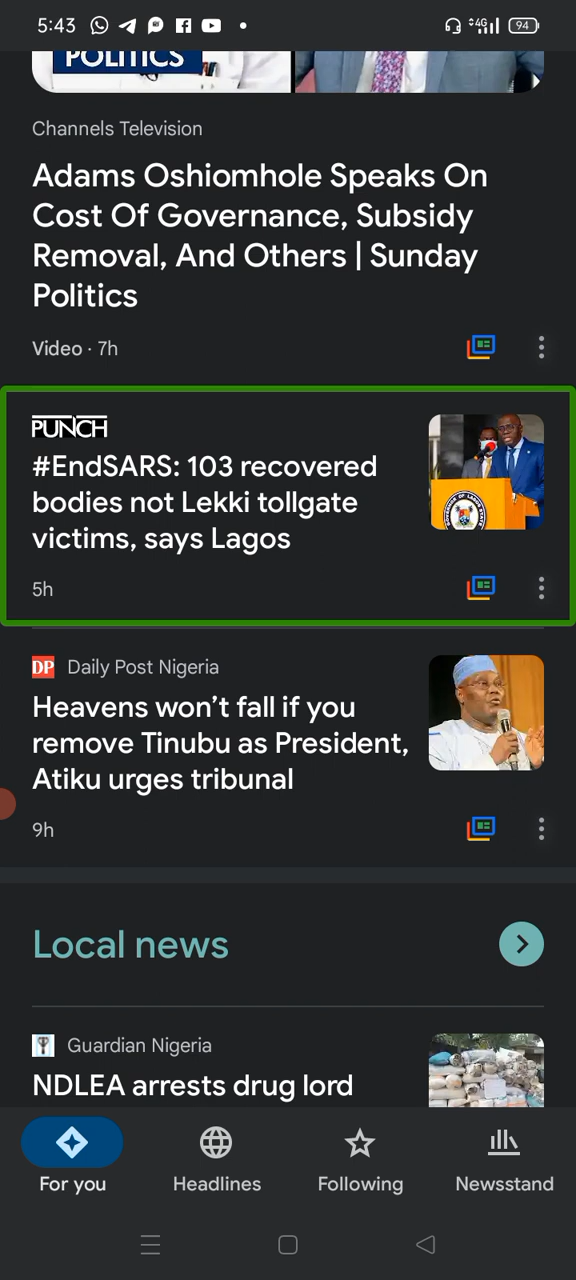 5:43
4G
94
POLITICS
Channels Television
Adams Oshiomhole Speaks On
Cost Of Governance, Subsidy
Removal, And Others | Sunday
Politics
Video · 7h
PUNCH
#EndSARS: 103 recovered
bodies not Lekki tollgate
victims, says Lagos
5h
DP Daily Post Nigeria
Heavens won’t fall if you
remove Tinubu as President,
Atiku urges tribunal
9h
Local news
Guardian Nigeria
NDLEA arrests drug lord
For you
Headlines
Following
Newsstand